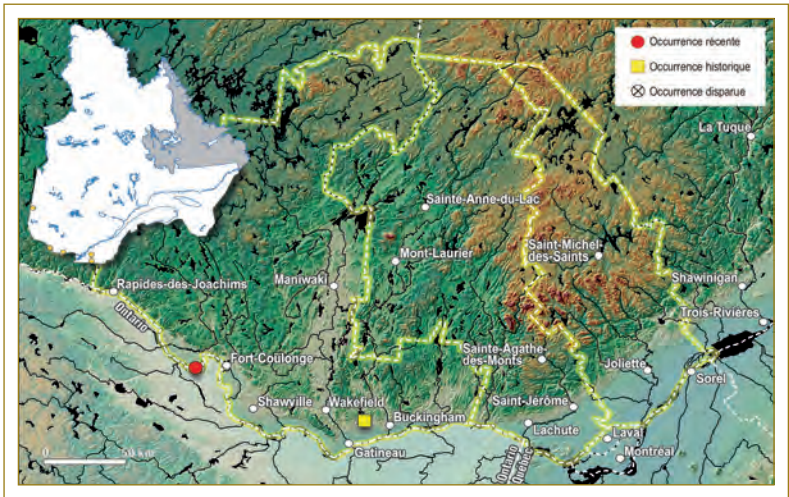 Occurrence récente
Occurrence historique
Occurrence disparue
La Tuque
Sainte-Anne-du-Lac
Mont-Laurier
Saint-Michel-
des-Saints
Maniwaki
Rapides-des-Joachims
Shawinigan
Ontario
Trois-Rivières
Fort-Coulonge
Sainte-Agathe-
des-Monts
Joliette
Sorel
Shawville
Wakefield
Saint-Jérôme
Buckingham
Lachute
Laval
Gatineau
Montréal
Ontario
Québec
0 50 km